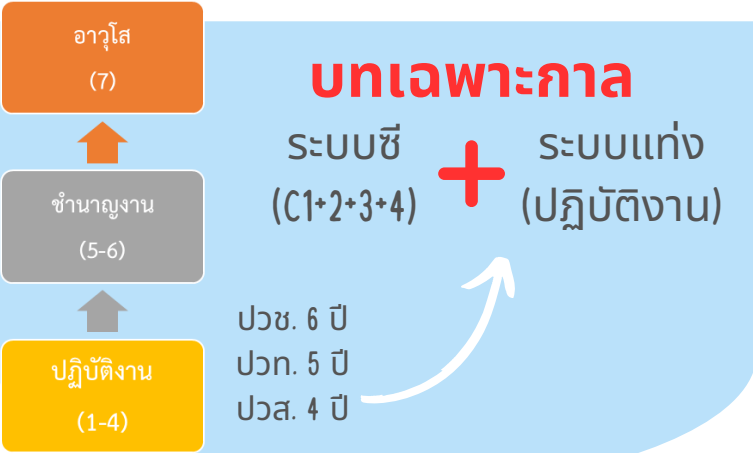 อาวุโส
(7)
ชำนาญงาน
(5-6)
ปฏิบัติงาน
(1-4)
บทเฉพาะกาล
ระบบซี
(C1+2+3+4)
+
ระบบแท่ง
(ปฏิบัติงาน)
ปวช. 6 ปี
ปวท. 5 ปี
ปวส. 4 ปี